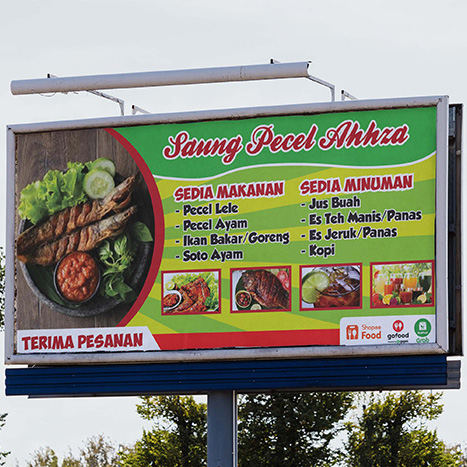 Saung Pecel Ahhza
SEDIA MAKANAN
- Pecel Lele
- Pecel Ayam
- Ikan Bakar/Goreng
- Soto Ayam
SEDIA MINUMAN
- Jus Buah
- Es Teh Manis/Panas
- Es Jeruk/Panas
- Kopi
TERIMA PESANAN
Shopee Food
gofood
Grab